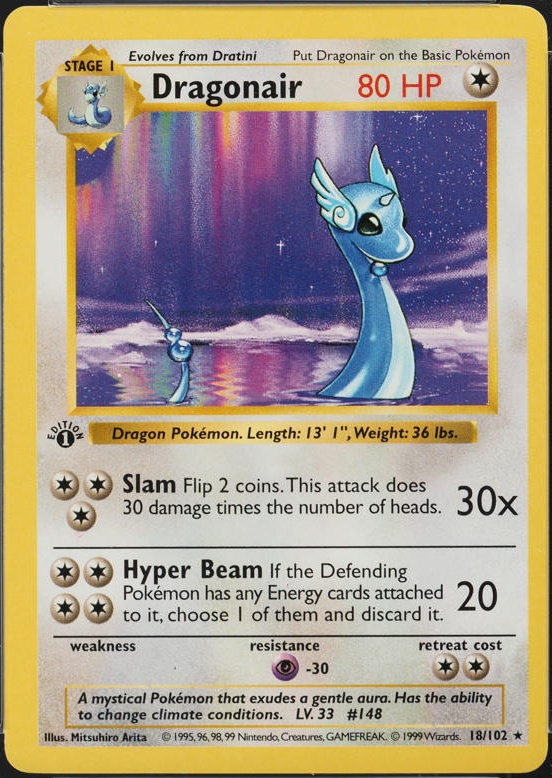 STAGE 1
Evolves from Dratini
Put Dragonair on the Basic Pokémon
Dragonair
80 HP
EDITION
1
Dragon Pokémon. Length: 13' 1", Weight: 36 lbs.
Slam Flip 2 coins. This attack does
30 damage times the number of heads.
30x
Hyper Beam If the Defending
Pokémon has any Energy cards attached
to it, choose 1 of them and discard it.
20
weakness
resistance
retreat cost
-30
A mystical Pokémon that exudes a gentle aura. Has the ability
to change climate conditions. LV. 33 #148
Illus. Mitsuhiro Arita
© 1995, 96, 98, 99 Nintendo, Creatures, GAMEFREAK. © 1999 Wizards.
18/102 ★